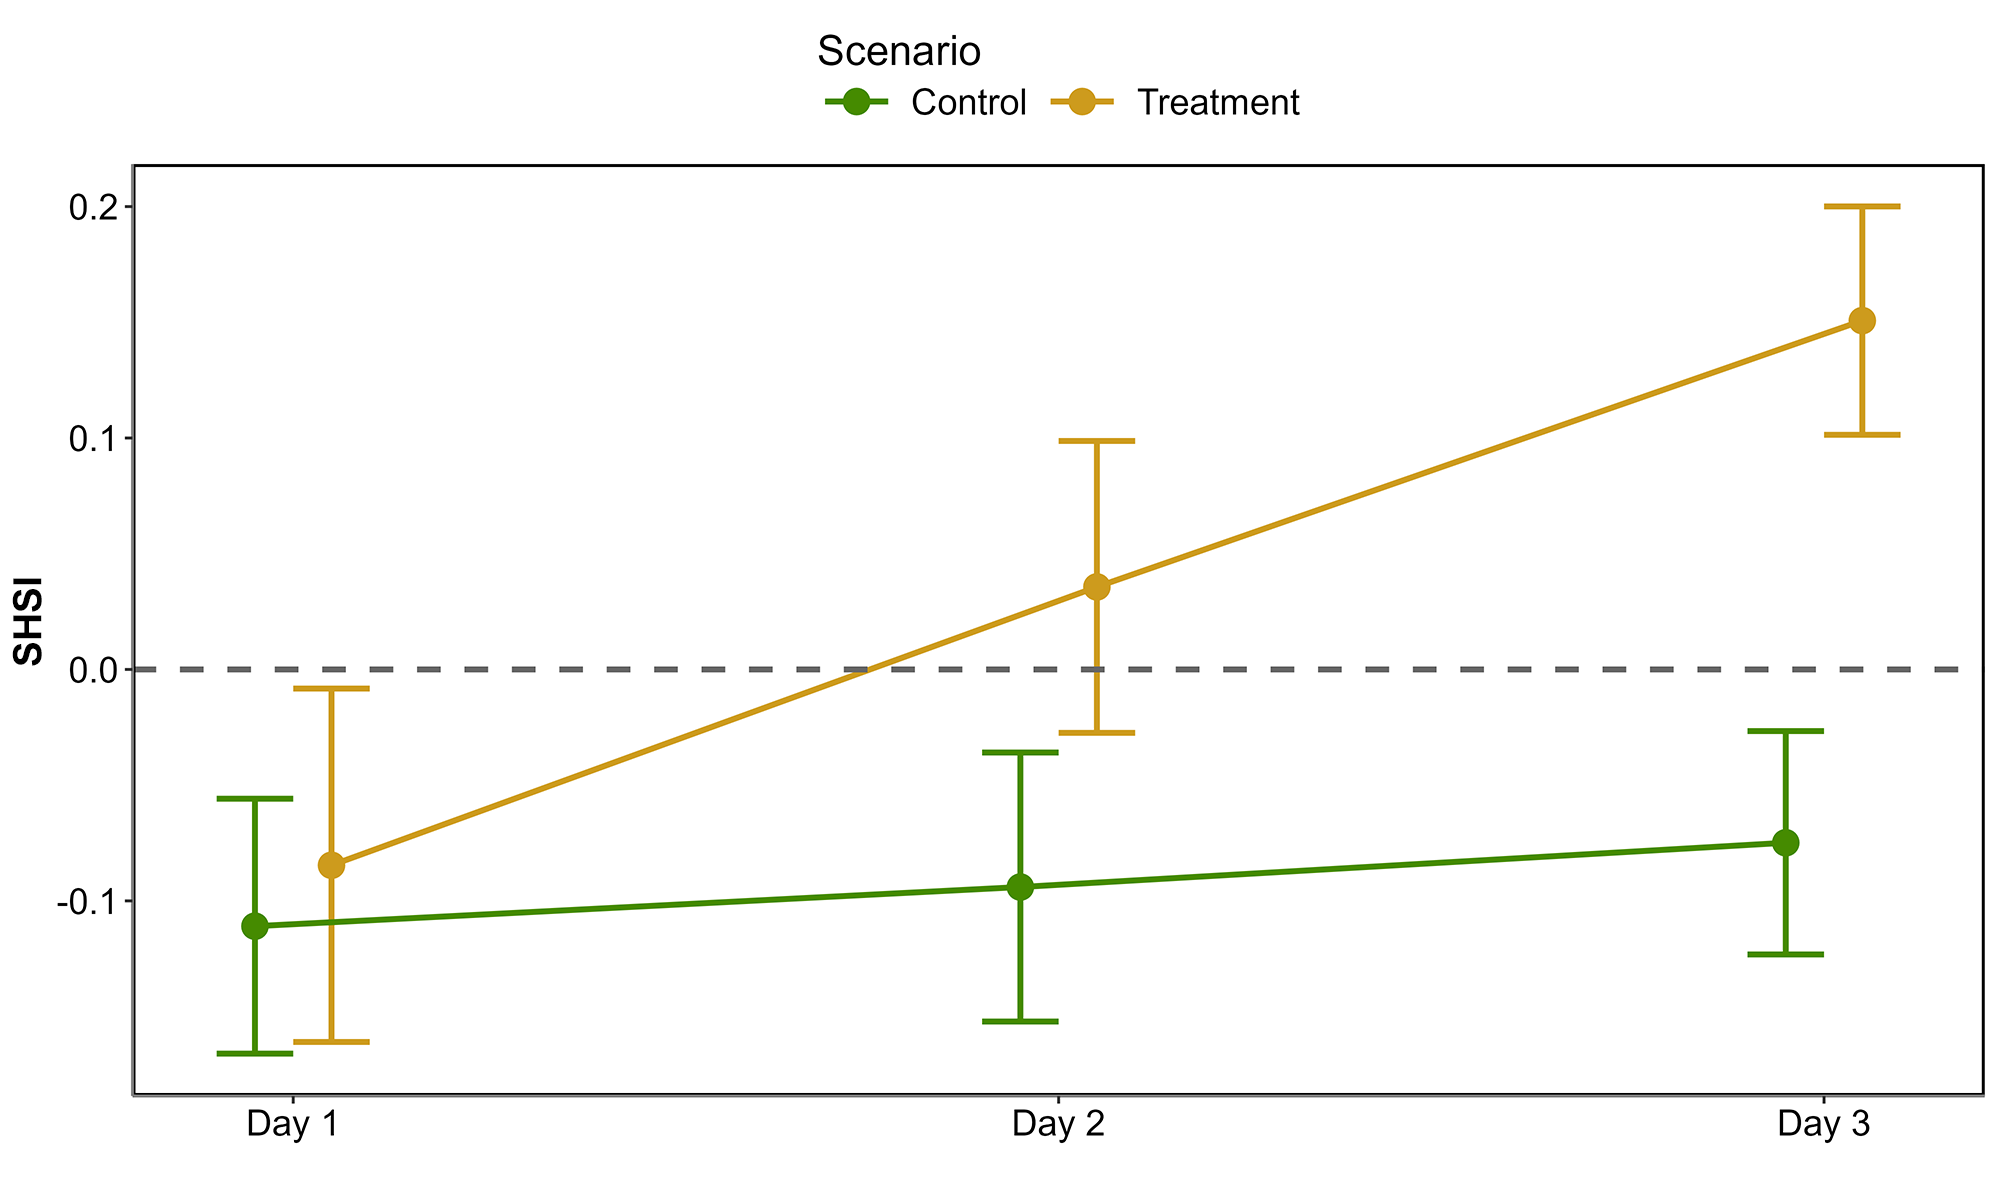 Scenario
Control Treatment
0.2
0.1
0.0
-0.1
SHSI
Day 1 Day 2 Day 3